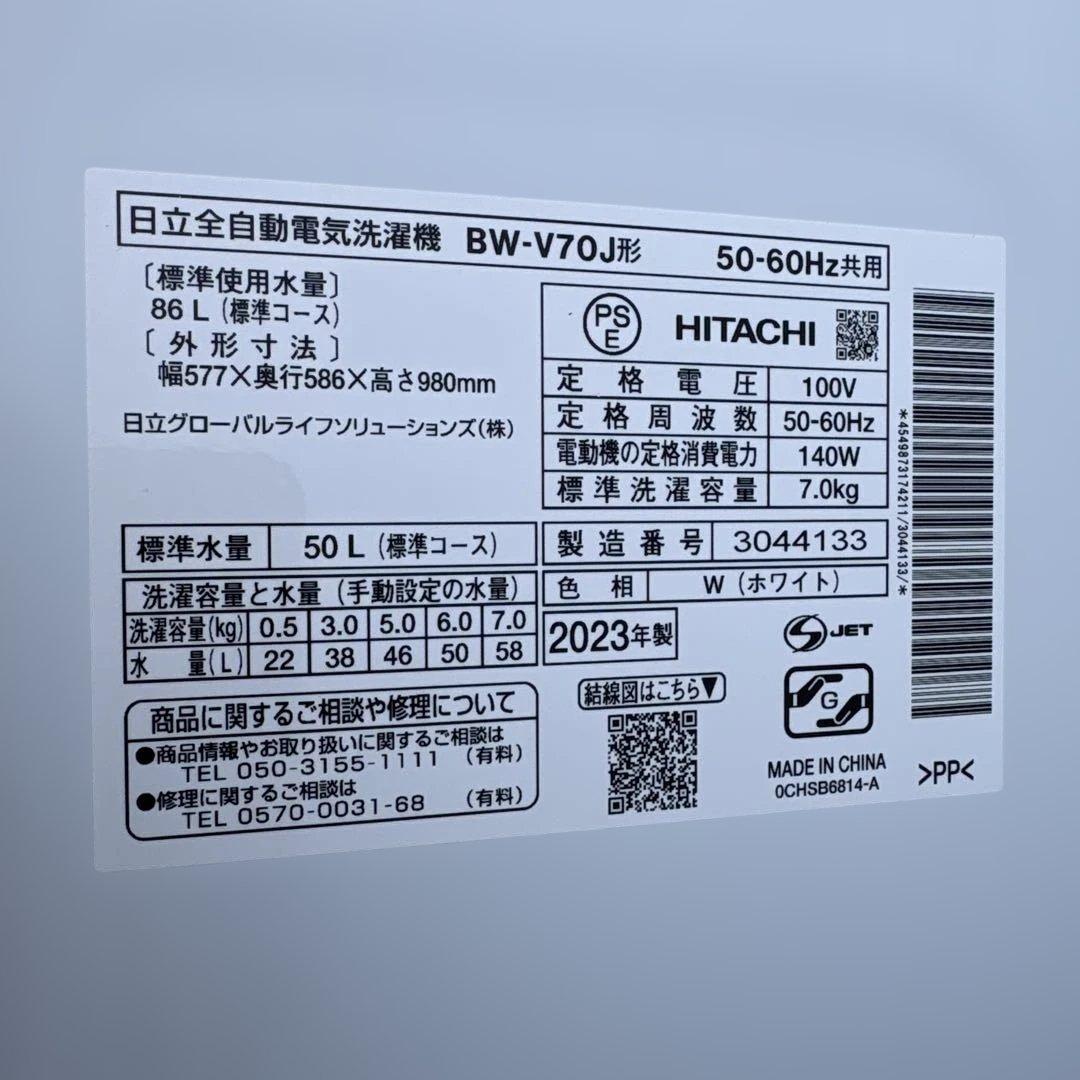 日立全自動電気洗濯機 BW-V70J形 50-60Hz共用
〔標準使用水量〕
86 L（標準コース）
〔外形寸法〕
幅577×奥行586×高さ980mm
日立グローバルライフソリューションズ(株)
PS
E
HITACHI
定格電圧 100V
定格周波数 50-60Hz
電動機の定格消費電力 140W
標準洗濯容量 7.0kg
標準水量 50 L（標準コース）
洗濯容量と水量（手動設定の水量）
洗濯容量(kg) 0.5 3.0 5.0 6.0 7.0
水量(L) 22 38 46 50 58
製造番号 3044133
色相 W（ホワイト）
2023年製
JET
商品に関するご相談や修理について
●商品情報やお取り扱いに関するご相談は
TEL 050-3155-1111 （有料）
●修理に関するご相談は
TEL 0570-0031-68 （有料）
結線図はこちら▼
G
MADE IN CHINA
0CHSB6814-A
>PP<
*4549873174211/3044133/*